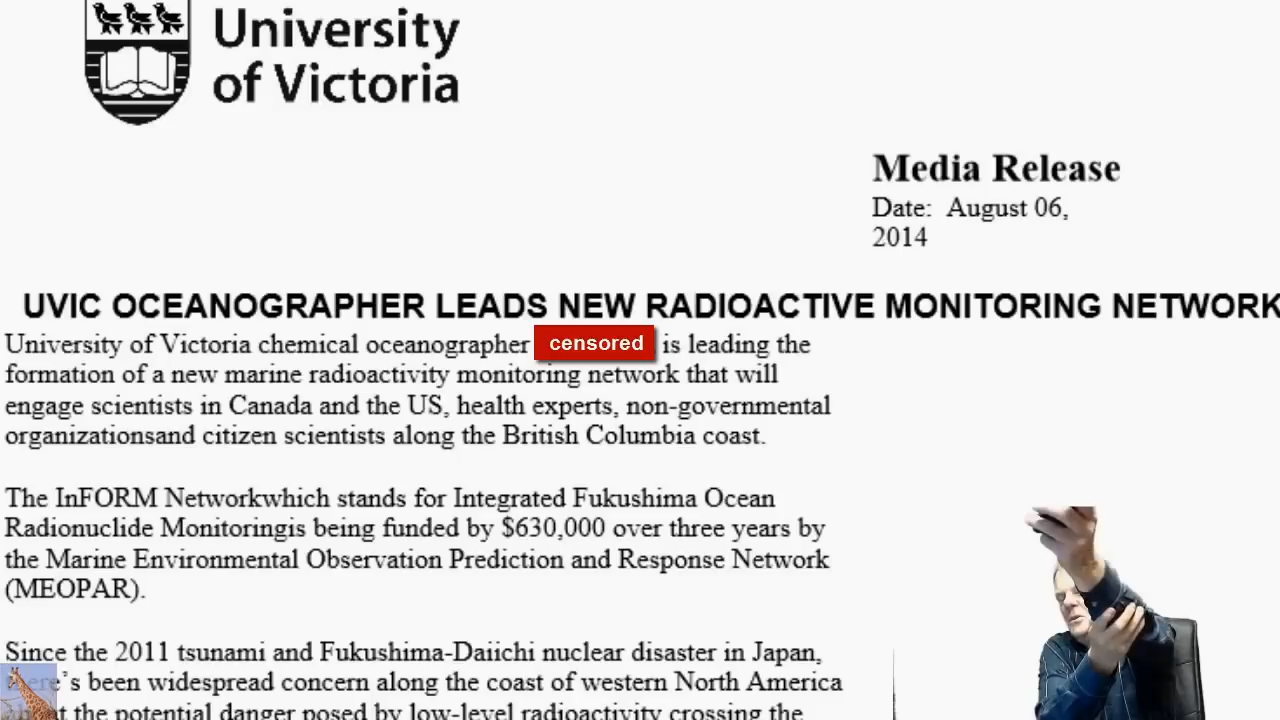 University
of Victoria
Media Release
Date: August 06,
2014
UVIC OCEANOGRAPHER LEADS NEW RADIOACTIVE MONITORING NETWORK
University of Victoria chemical oceanographer censored is leading the
formation of a new marine radioactivity monitoring network that will
engage scientists in Canada and the US, health experts, non-governmental
organizationsand citizen scientists along the British Columbia coast.
The InFORM Networkwhich stands for Integrated Fukushima Ocean
Radionuclide Monitoringis being funded by $630,000 over three years by
the Marine Environmental Observation Prediction and Response Network
(MEOPAR).
Since the 2011 tsunami and Fukushima-Daiichi nuclear disaster in Japan,
been widespread concern along the coast of western North America
the potential danger posed by low-level radioactivity crossing the